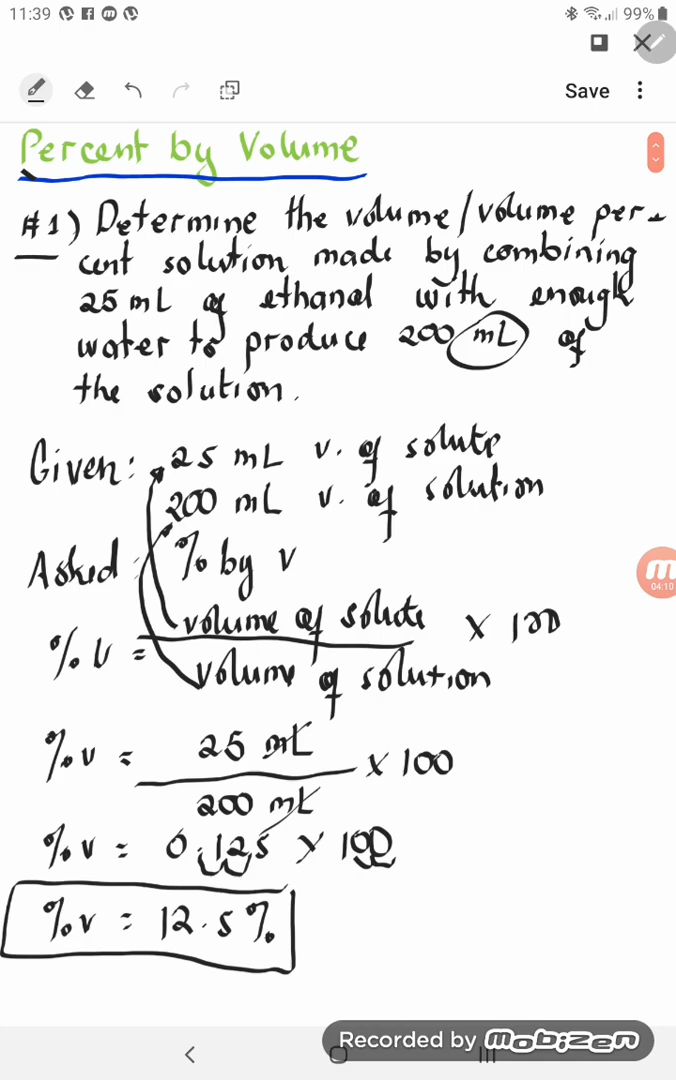 11:39
99%
Save
Percent by Volume
#1) Determine the volume/volume per-
cent solution made by combining
25 mL of ethanol with enough
water to produce 200 mL of
the solution.
Given: 25 mL v. of solute
200 mL v. of solution
Asked: % by v
%v = volume of solute / volume of solution x 100
%v = 25 mL / 200 mL x 100
%v = 0.125 x 100
%v = 12.5%
04:10
Recorded by mobizen